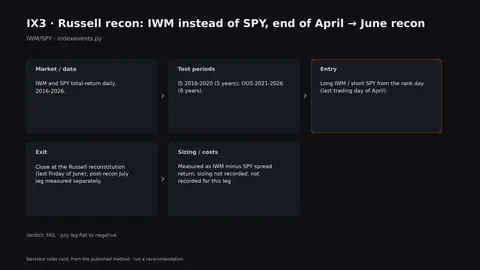 IX3 · Russell recon: IWM instead of SPY, end of April → June recon
IWM/SPY · indexevents.py
Market / data
IWM and SPY total-return daily,
2016-2026.
›
Test periods
IS 2016-2020 (5 years); OOS 2021-2026
(6 years).
›
Entry
Long IWM / short SPY from the rank day
(last trading day of April).
Exit
Close at the Russell reconstitution
(last Friday of June); post-recon July
leg measured separately.
›
Sizing / costs
Measured as IWM minus SPY spread
return; sizing not recorded. not
recorded for this leg
Verdict: FAIL · July leg flat to negative
Backtest rules card, from the published method · not a recommendation.